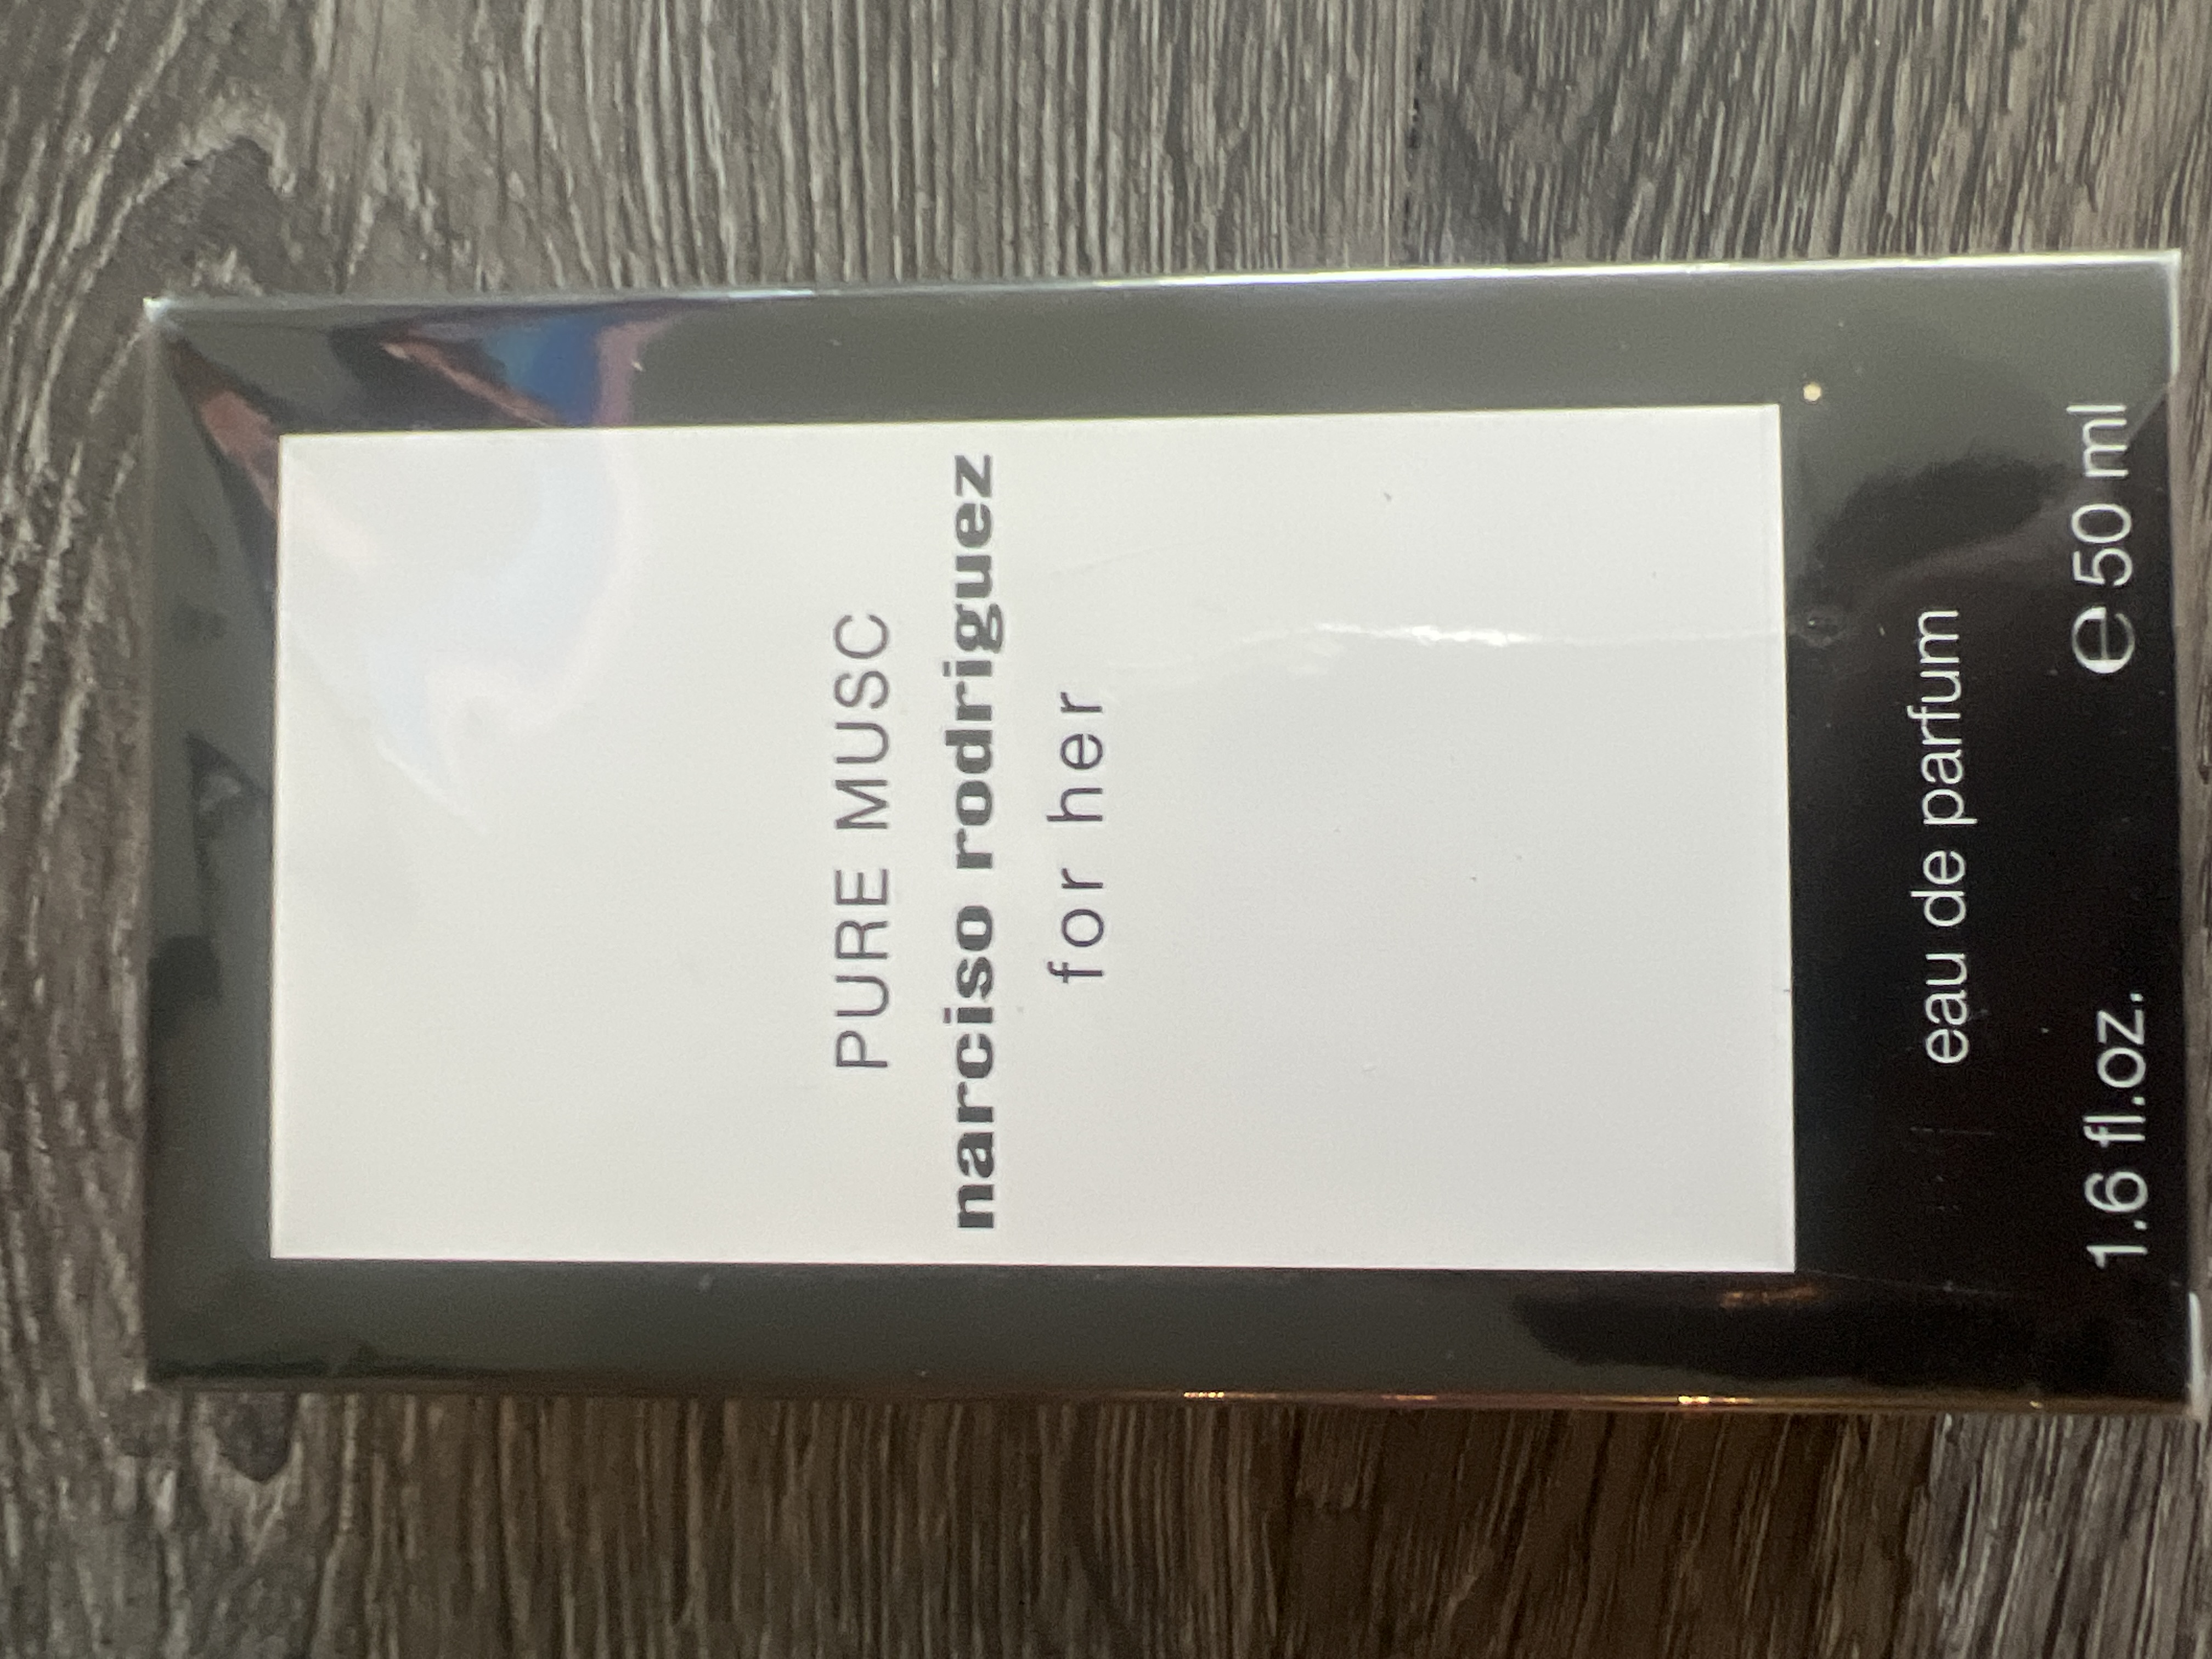 PURE MUSC
narciso rodriguez
for her
eau de parfum
1.6 fl.oz. ℮ 50 ml